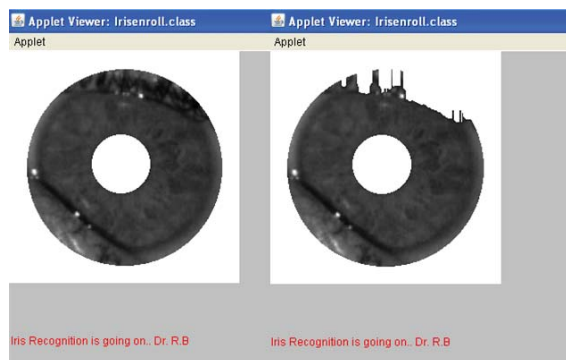 Applet Viewer: Irisenroll.class
Applet
Iris Recognition is going on.. Dr. R.B
Applet Viewer: Irisenroll.class
Applet
Iris Recognition is going on.. Dr. R.B